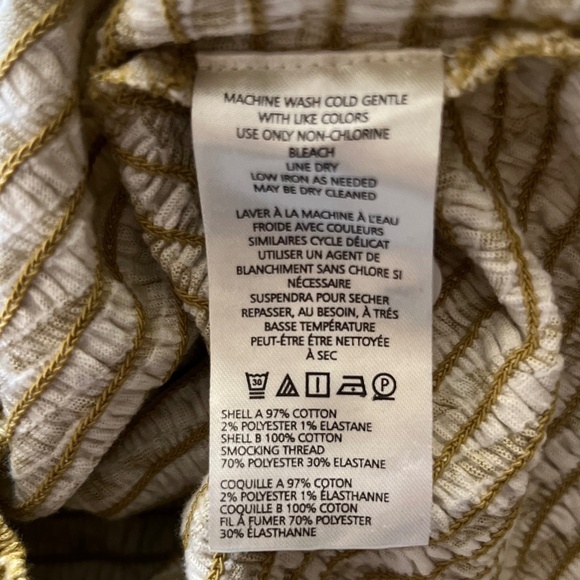 MACHINE WASH COLD GENTLE
WITH LIKE COLORS
USE ONLY NON-CHLORINE
BLEACH
LINE DRY
LOW IRON AS NEEDED
MAY BE DRY CLEANED
LAVER À LA MACHINE À L'EAU
FROIDE AVEC COULEURS
SIMILAIRES CYCLE DÉLICAT
UTILISER UN AGENT DE
BLANCHIMENT SANS CHLORE SI
NÉCESSAIRE
SUSPENDRA POUR SECHER
REPASSER, AU BESOIN, À TRÉS
BASSE TEMPÉRATURE
PEUT-ÉTRE ÉTRE NETTOYÉE
À SEC
30 P
SHELL A 97% COTTON
2% POLYESTER 1% ELASTANE
SHELL B 100% COTTON
SMOCKING THREAD
70% POLYESTER 30% ELASTANE
COQUILLE A 97% COTON
2% POLYESTER 1% ÉLASTHANNE
COQUILLE B 100% COTON
FIL Á FUMER 70% POLYESTER
30% ÉLASTHANNE